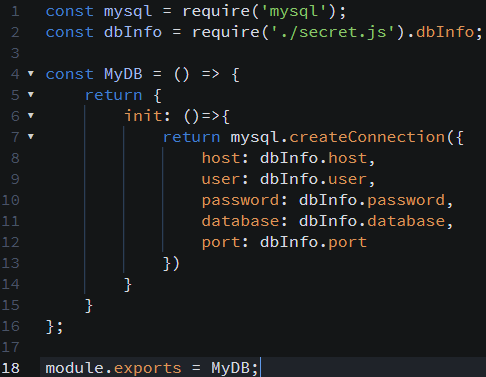 1 const mysql = require('mysql');
2 const dbInfo = require('./secret.js').dbInfo;
3
4 const MyDB = () => {
5     return {
6         init: ()=>{
7             return mysql.createConnection({
8                 host: dbInfo.host,
9                 user: dbInfo.user,
10                 password: dbInfo.password,
11                 database: dbInfo.database,
12                 port: dbInfo.port
13             })
14         }
15     }
16 };
17
18 module.exports = MyDB;